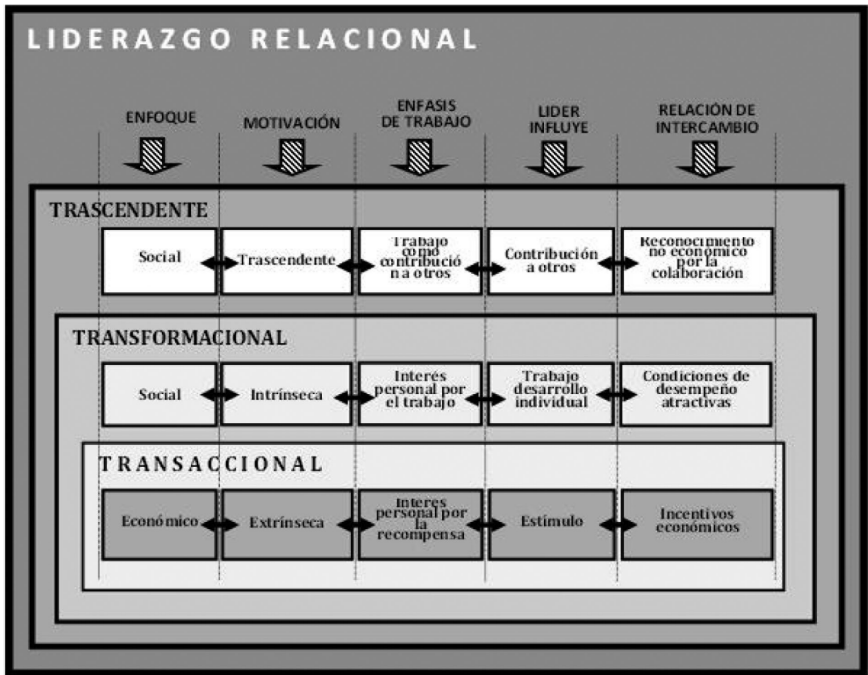 LIDERAZGO RELACIONAL
ENFOQUE
MOTIVACIÓN
ENFASIS
DE TRABAJO
LIDER
INFLUYE
RELACIÓN DE
INTERCAMBIO
TRASCENDENTE
Social
Trascendente
Trabajo
como
contribució
n a otros
Contribución
a otros
Reconocimiento
no económico
por la
colaboración
TRANSFORMACIONAL
Social
Intrínseca
Interés
personal por
el trabajo
Trabajo
desarrollo
individual
Condiciones de
desempeño
atractivas
TRANSACCIONAL
Económico
Extrínseca
Interés
personal por
la
recompensa
Estímulo
Incentivos
económicos